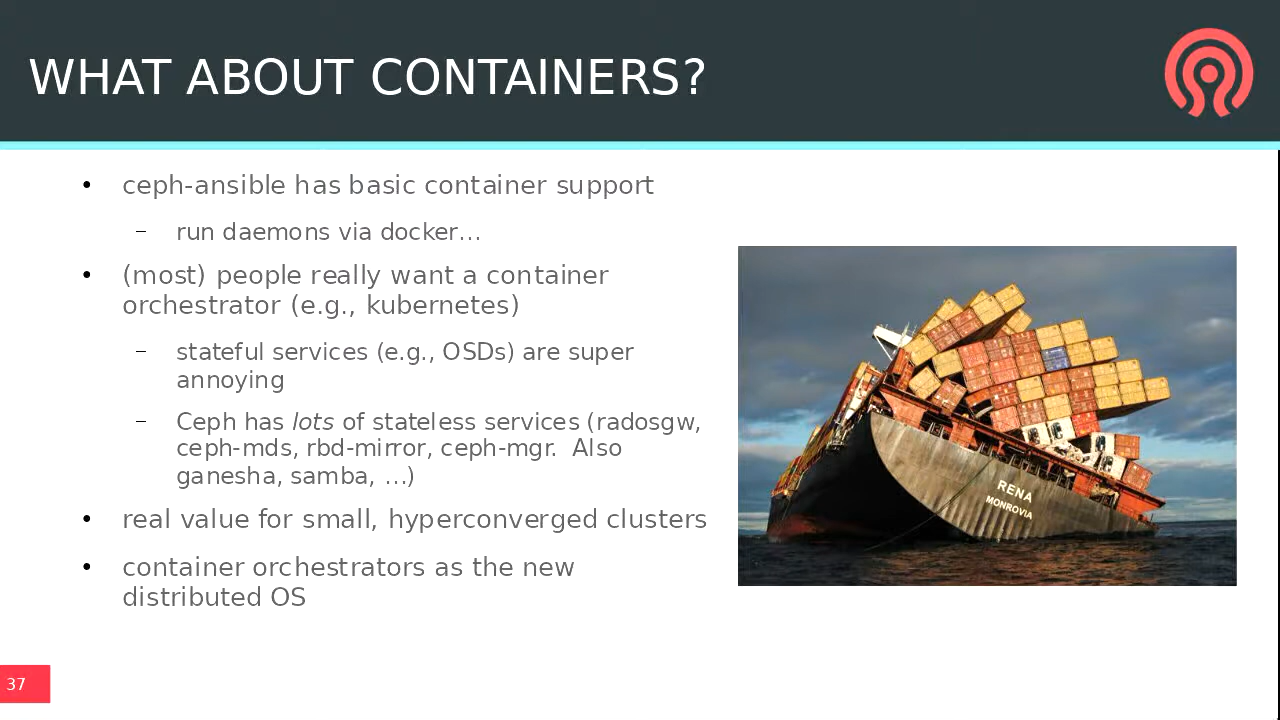 WHAT ABOUT CONTAINERS?
• ceph-ansible has basic container support
– run daemons via docker…
• (most) people really want a container
orchestrator (e.g., kubernetes)
– stateful services (e.g., OSDs) are super
annoying
– Ceph has lots of stateless services (radosgw,
ceph-mds, rbd-mirror, ceph-mgr.  Also
ganesha, samba, …)
• real value for small, hyperconverged clusters
• container orchestrators as the new
distributed OS
RENA
MONROVIA
37